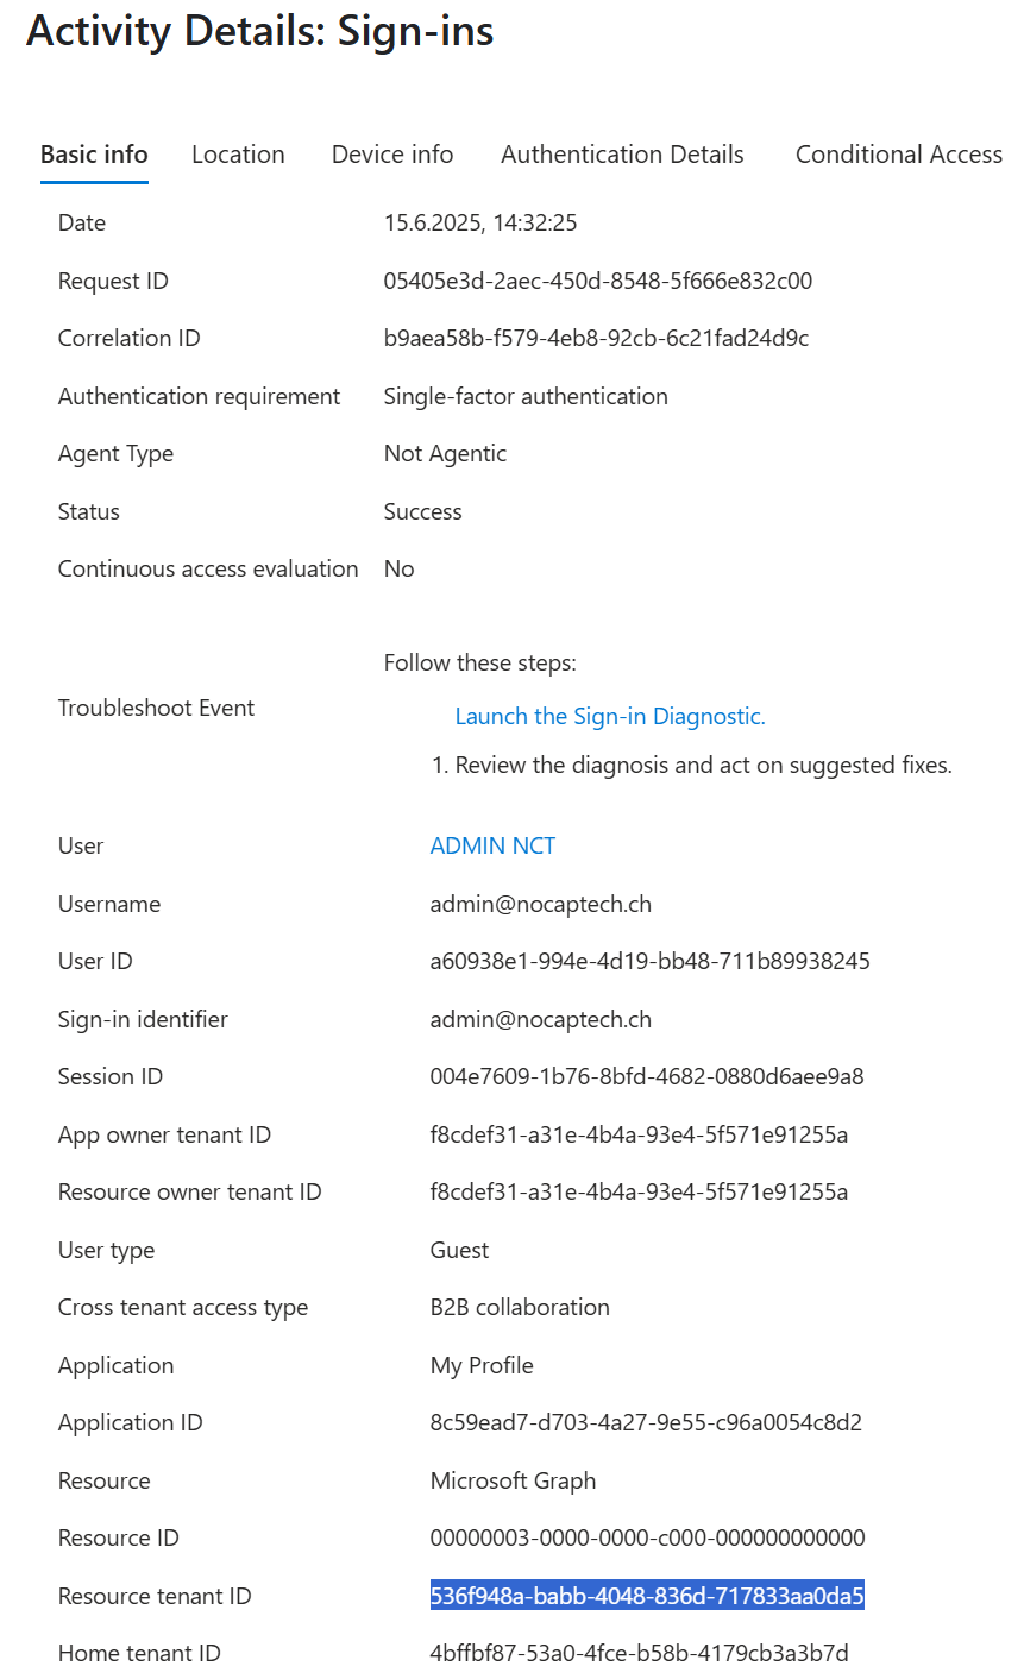 Activity Details: Sign-ins
Basic info Location Device info Authentication Details Conditional Access
Date 15.6.2025, 14:32:25
Request ID 05405e3d-2aec-450d-8548-5f666e832c00
Correlation ID b9aea58b-f579-4eb8-92cb-6c21fad24d9c
Authentication requirement Single-factor authentication
Agent Type Not Agentic
Status Success
Continuous access evaluation No
Follow these steps:
Troubleshoot Event
Launch the Sign-in Diagnostic.
1. Review the diagnosis and act on suggested fixes.
User ADMIN NCT
Username admin@nocaptech.ch
User ID a60938e1-994e-4d19-bb48-711b89938245
Sign-in identifier admin@nocaptech.ch
Session ID 004e7609-1b76-8bfd-4682-0880d6aee9a8
App owner tenant ID f8cdef31-a31e-4b4a-93e4-5f571e91255a
Resource owner tenant ID f8cdef31-a31e-4b4a-93e4-5f571e91255a
User type Guest
Cross tenant access type B2B collaboration
Application My Profile
Application ID 8c59ead7-d703-4a27-9e55-c96a0054c8d2
Resource Microsoft Graph
Resource ID 00000003-0000-0000-c000-000000000000
Resource tenant ID 536f948a-babb-4048-836d-717833aa0da5
Home tenant ID 4bffbf87-53a0-4fce-b58b-4179cb3a3b7d